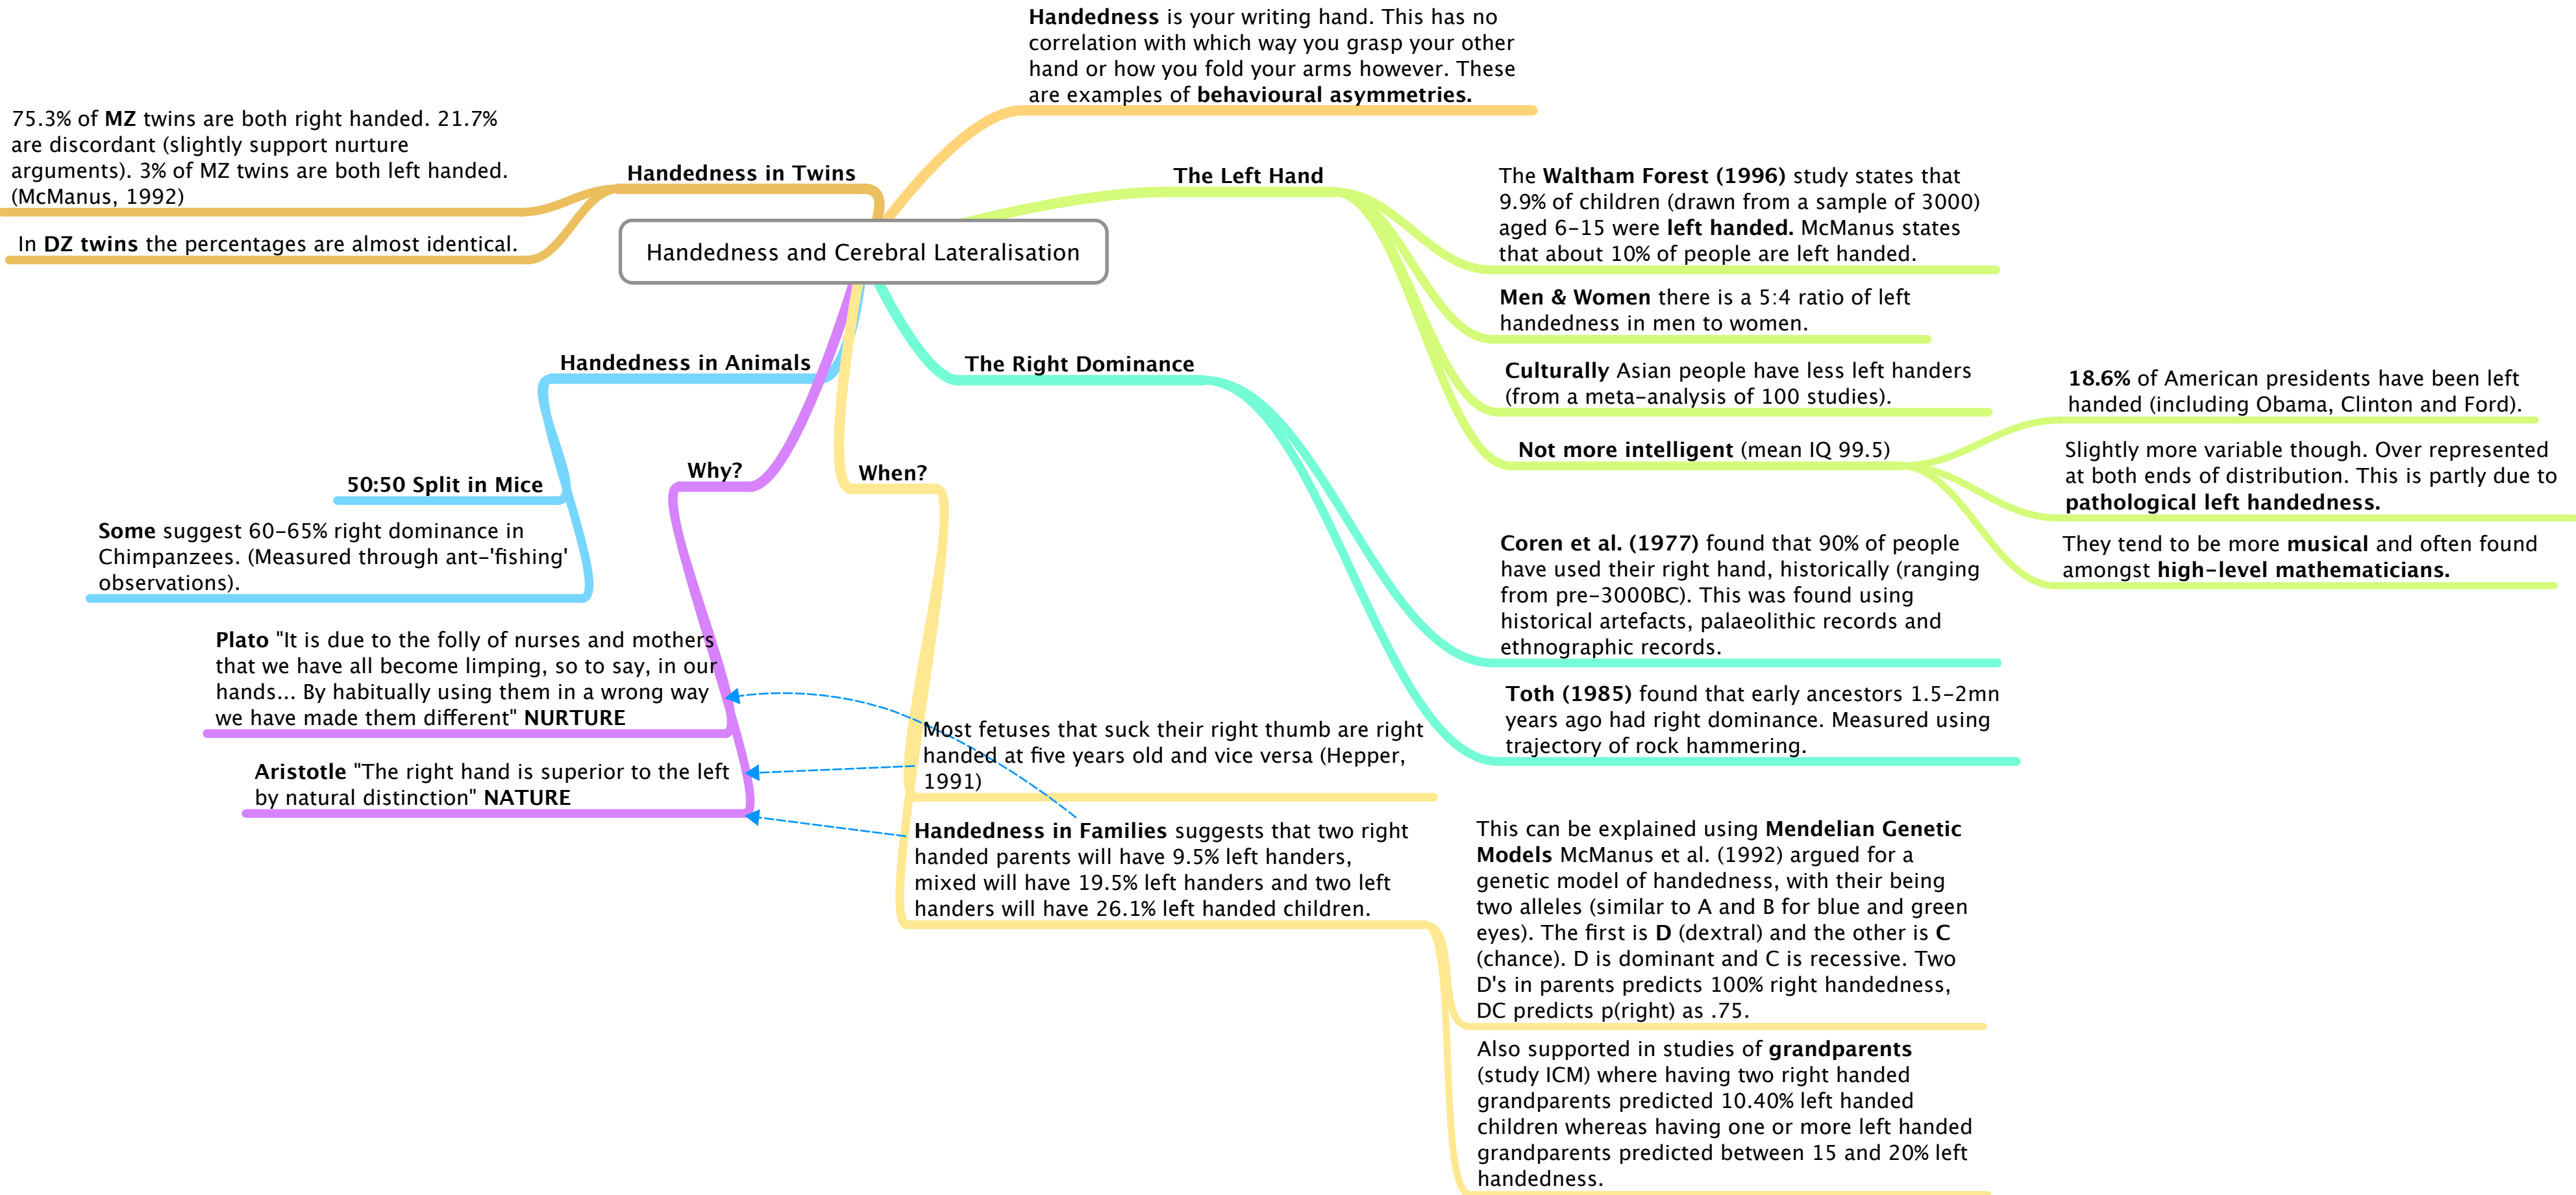 Handedness is your writing hand. This has no
correlation with which way you grasp your other
hand or how you fold your arms however. These
are examples of behavioural asymmetries.
75.3% of MZ twins are both right handed. 21.7%
are discordant (slightly support nurture
arguments). 3% of MZ twins are both left handed.
(McManus, 1992)
In DZ twins the percentages are almost identical.
Handedness in Twins
Handedness and Cerebral Lateralisation
The Left Hand
The Waltham Forest (1996) study states that
9.9% of children (drawn from a sample of 3000)
aged 6-15 were left handed. McManus states
that about 10% of people are left handed.
Men & Women there is a 5:4 ratio of left
handedness in men to women.
Culturally Asian people have less left handers
(from a meta-analysis of 100 studies).
Not more intelligent (mean IQ 99.5)
18.6% of American presidents have been left
handed (including Obama, Clinton and Ford).
Slightly more variable though. Over represented
at both ends of distribution. This is partly due to
pathological left handedness.
They tend to be more musical and often found
amongst high-level mathematicians.
Handedness in Animals
50:50 Split in Mice
Some suggest 60-65% right dominance in
Chimpanzees. (Measured through ant-'fishing'
observations).
The Right Dominance
Coren et al. (1977) found that 90% of people
have used their right hand, historically (ranging
from pre-3000BC). This was found using
historical artefacts, palaeolithic records and
ethnographic records.
Toth (1985) found that early ancestors 1.5-2mn
years ago had right dominance. Measured using
trajectory of rock hammering.
Why?
Plato "It is due to the folly of nurses and mothers
that we have all become limping, so to say, in our
hands... By habitually using them in a wrong way
we have made them different" NURTURE
Aristotle "The right hand is superior to the left
by natural distinction" NATURE
When?
Most fetuses that suck their right thumb are right
handed at five years old and vice versa (Hepper,
1991)
Handedness in Families suggests that two right
handed parents will have 9.5% left handers,
mixed will have 19.5% left handers and two left
handers will have 26.1% left handed children.
This can be explained using Mendelian Genetic
Models McManus et al. (1992) argued for a
genetic model of handedness, with their being
two alleles (similar to A and B for blue and green
eyes). The first is D (dextral) and the other is C
(chance). D is dominant and C is recessive. Two
D's in parents predicts 100% right handedness,
DC predicts p(right) as .75.
Also supported in studies of grandparents
(study ICM) where having two right handed
grandparents predicted 10.40% left handed
children whereas having one or more left handed
grandparents predicted between 15 and 20% left
handedness.